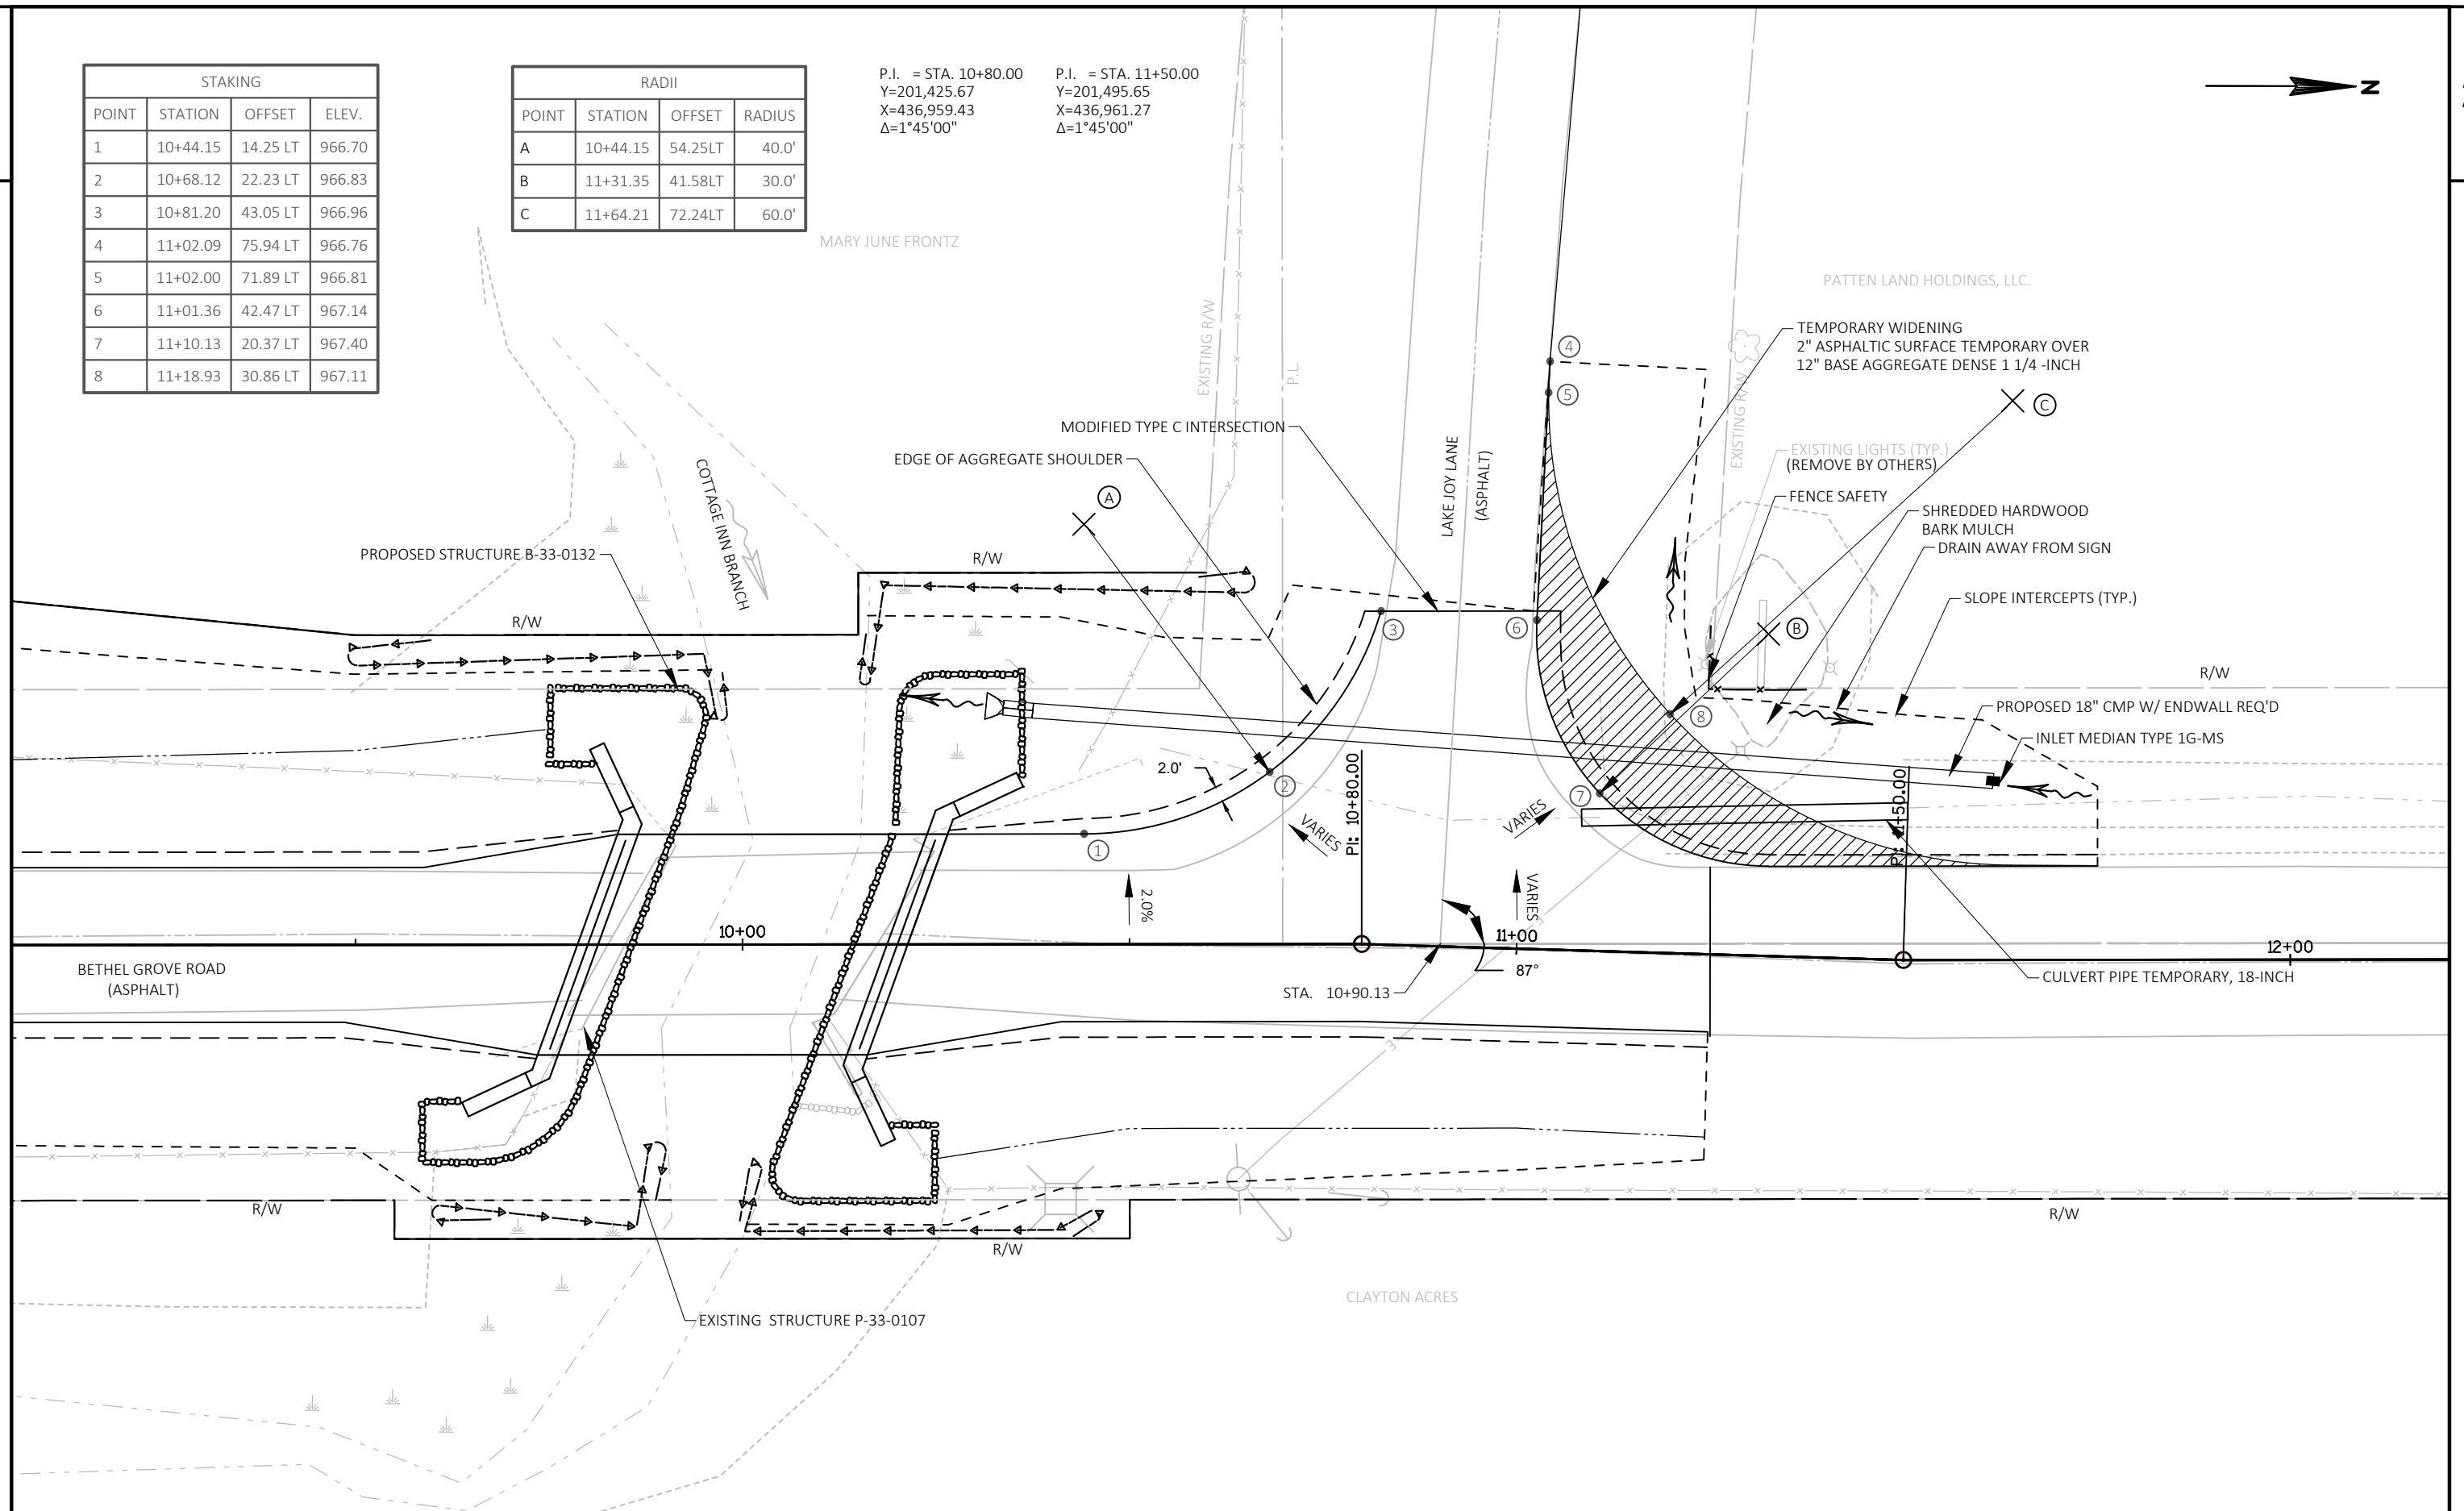 STAKING
POINT STATION OFFSET ELEV.
1 10+44.15 14.25 LT 966.70
2 10+68.12 22.23 LT 966.83
3 10+81.20 43.05 LT 966.96
4 11+02.09 75.94 LT 966.76
5 11+02.00 71.89 LT 966.81
6 11+01.36 42.47 LT 967.14
7 11+10.13 20.37 LT 967.40
8 11+18.93 30.86 LT 967.11
RADII
POINT STATION OFFSET RADIUS
A 10+44.15 54.25LT 40.0'
B 11+31.35 41.58LT 30.0'
C 11+64.21 72.24LT 60.0'
P.I. = STA. 10+80.00
Y=201,425.67
X=436,959.43
Δ=1°45'00"
P.I. = STA. 11+50.00
Y=201,495.65
X=436,961.27
Δ=1°45'00"
N
MARY JUNE FRONTZ
PATTEN LAND HOLDINGS, LLC.
EXISTING R/W
P.L.
TEMPORARY WIDENING
2" ASPHALTIC SURFACE TEMPORARY OVER
12" BASE AGGREGATE DENSE 1 1/4 -INCH
4
5
EXISTING R/W
C
MODIFIED TYPE C INTERSECTION
EDGE OF AGGREGATE SHOULDER
LAKE JOY LANE
(ASPHALT)
EXISTING LIGHTS (TYP.)
(REMOVE BY OTHERS)
FENCE SAFETY
A
SHREDDED HARDWOOD
BARK MULCH
DRAIN AWAY FROM SIGN
COTTAGE INN BRANCH
PROPOSED STRUCTURE B-33-0132
R/W
SLOPE INTERCEPTS (TYP.)
R/W
3
6
B
R/W
8
PROPOSED 18" CMP W/ ENDWALL REQ'D
INLET MEDIAN TYPE 1G-MS
2.0'
2
7
PI: 10+80.00
PI: 11+50.00
VARIES
VARIES
1
2.0%
VARIES
10+00
11+00
12+00
BETHEL GROVE ROAD
(ASPHALT)
87°
STA. 10+90.13
CULVERT PIPE TEMPORARY, 18-INCH
E
E
R/W
R/W
R/W
CLAYTON ACRES
EXISTING STRUCTURE P-33-0107